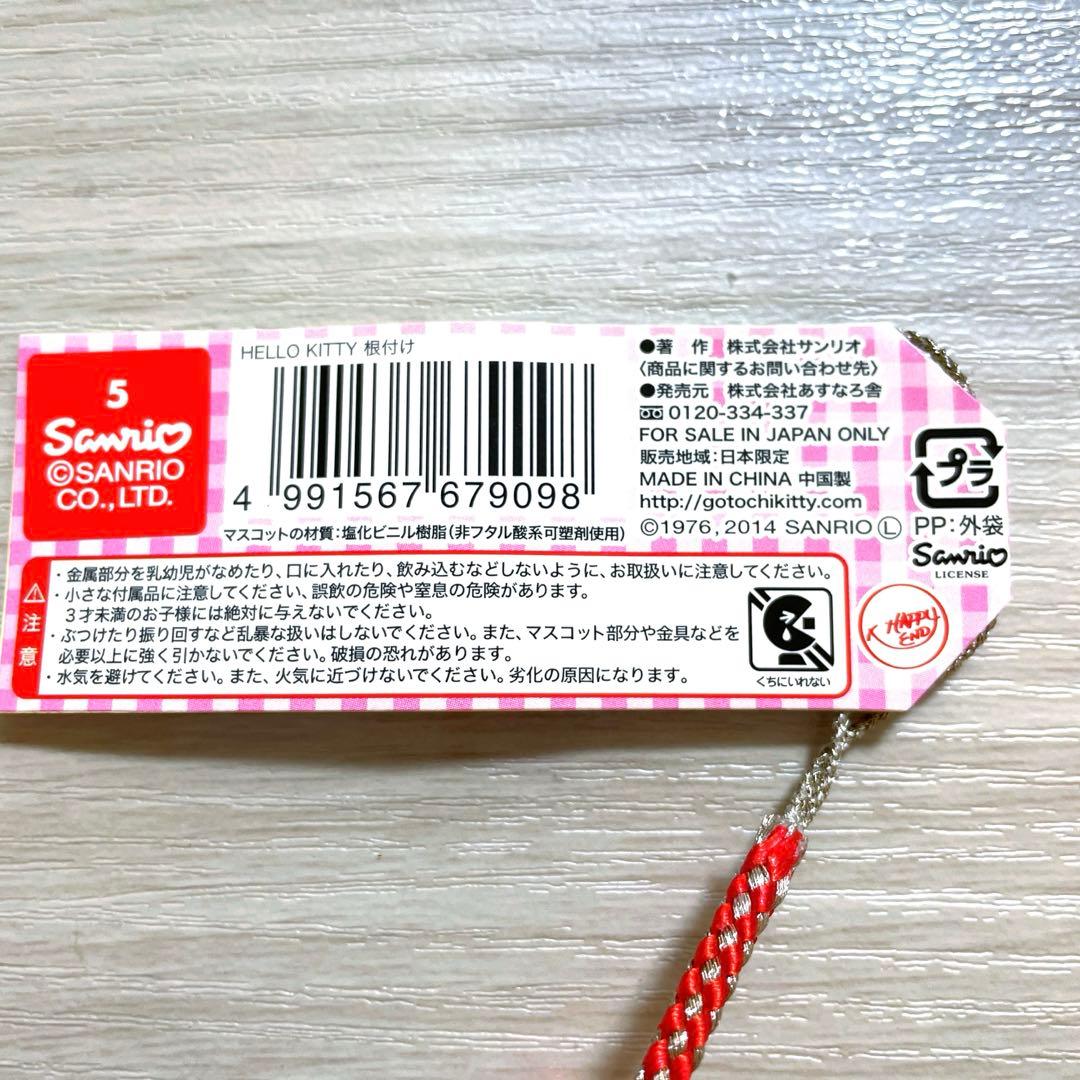 5
Sanrio
©SANRIO
CO.,LTD.
HELLO KITTY 根付け
4 991567 679098
マスコットの材質:塩化ビニル樹脂(非フタル酸系可塑剤使用)
●著 作 株式会社サンリオ
〈商品に関するお問い合わせ先〉
●発売元 株式会社あすなろ舎
0120-334-337
FOR SALE IN JAPAN ONLY
販売地域:日本限定
MADE IN CHINA 中国製
http://gotochikitty.com
©1976, 2014 SANRIO Ⓛ
プラ
PP:外袋
Sanrio
LICENSE
注意
・金属部分を乳幼児がなめたり、口に入れたり、飲み込むなどしないように、お取扱いに注意してください。
・小さな付属品に注意してください、誤飲の危険や窒息の危険があります。
3才未満のお子様には絶対に与えないでください。
・ぶつけたり振り回すなど乱暴な扱いはしないでください。また、マスコット部分や金具などを
必要以上に強く引かないでください。破損の恐れがあります。
・水気を避けてください。また、火気に近づけないでください。劣化の原因になります。
くちにいれない
HAPPY
END